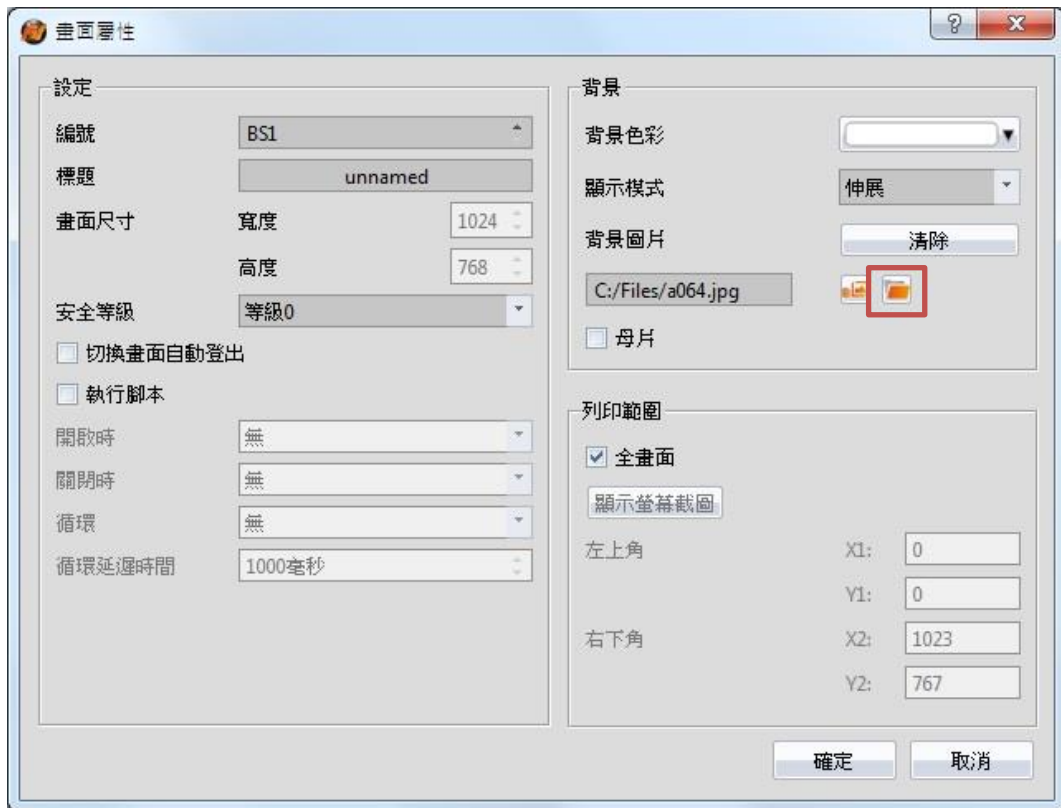 畫面屬性
設定
編號 BS1
標題 unnamed
畫面尺寸 寬度 1024
高度 768
安全等級 等級0
切換畫面自動登出
執行腳本
開啟時 無
關閉時 無
循環 無
循環延遲時間 1000毫秒
背景
背景色彩
顯示模式 伸展
背景圖片 清除
C:/Files/a064.jpg
母片
列印範圍
全畫面
顯示螢幕截圖
左上角 X1: 0
Y1: 0
右下角 X2: 1023
Y2: 767
確定 取消